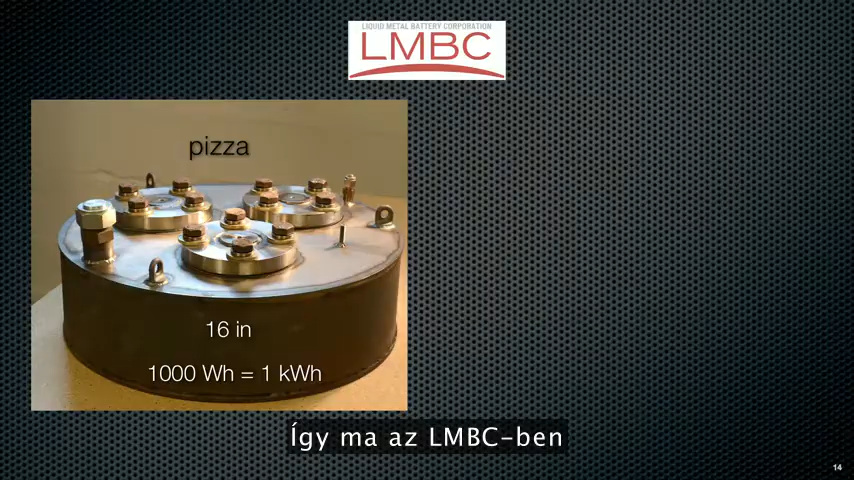 LIQUID METAL BATTERY CORPORATION
LMBC
pizza
16 in
1000 Wh = 1 kWh
Így ma az LMBC-ben
14